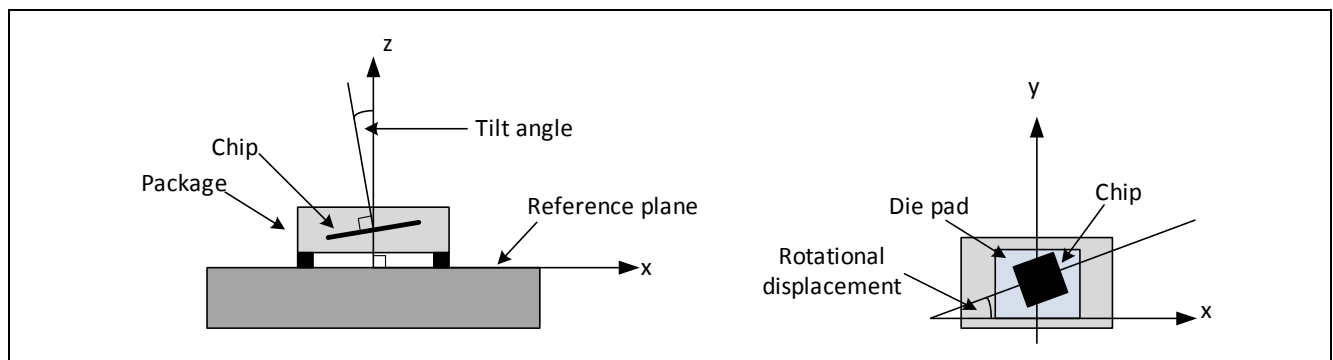 z
Tilt angle
Chip
Package
Reference plane
x
y
Die pad
Chip
Rotational
displacement
x